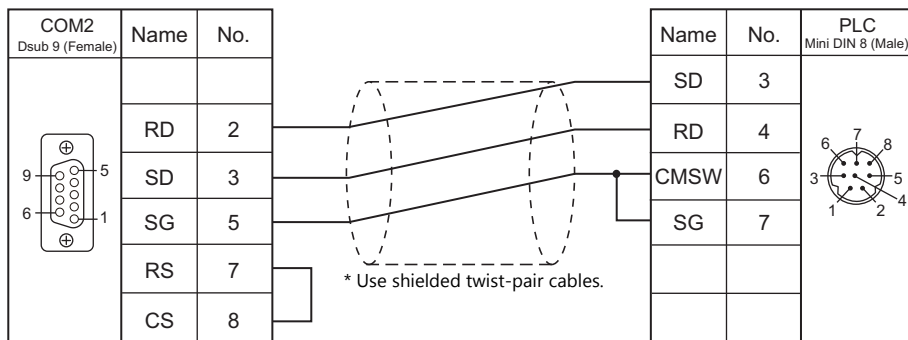 COM2
Dsub 9 (Female)
Name No.
RD 2
SD 3
SG 5
RS 7
CS 8
9 5
6 1
* Use shielded twist-pair cables.
Name No.
PLC
Mini DIN 8 (Male)
SD 3
RD 4
CMSW 6
SG 7
7
6 8
3 5
4
1 2